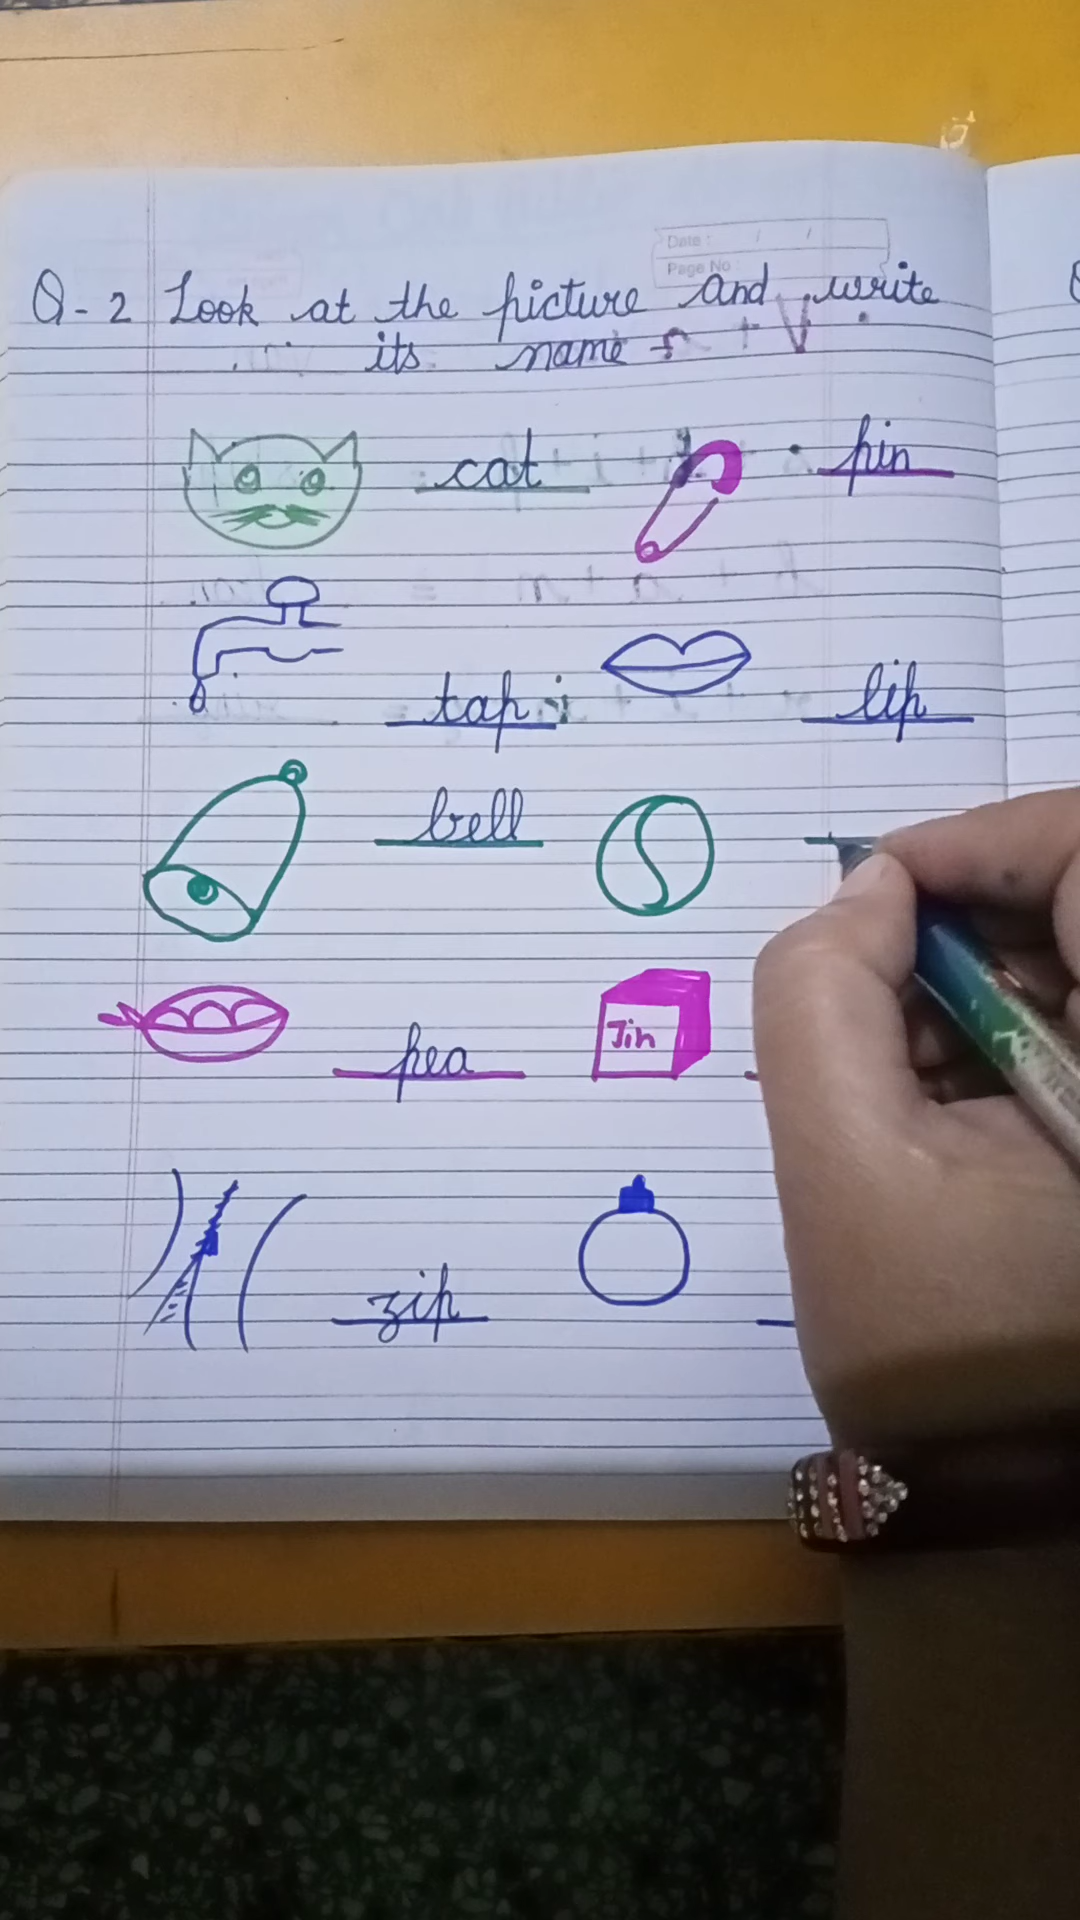 Date : / /
Page No :
Q-2 Look at the picture and write
its name :-
cat pin
tap lip
bell
pea Tin
zip